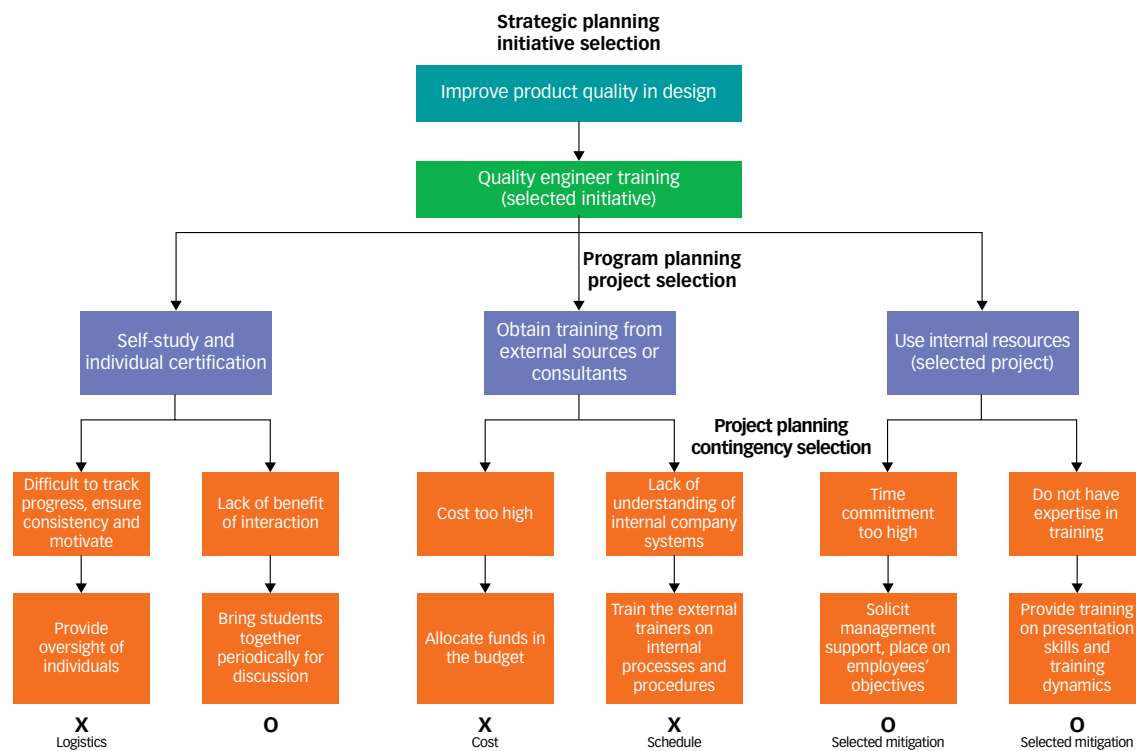 Strategic planning
initiative selection
Improve product quality in design
Quality engineer training
(selected initiative)
Program planning
project selection
Self-study and
individual certification
Obtain training from
external sources or
consultants
Use internal resources
(selected project)
Project planning
contingency selection
Difficult to track
progress, ensure
consistency and
motivate
Lack of benefit
of interaction
Cost too high
Lack of
understanding of
internal company
systems
Time
commitment
too high
Do not have
expertise in
training
Provide
oversight of
individuals
Bring students
together
periodically for
discussion
Allocate funds in
the budget
Train the external
trainers on
internal
processes and
procedures
Solicit
management
support, place on
employees‘
objectives
Provide training
on presentation
skills and
training
dynamics
X
Logistics
O
X
Cost
X
Schedule
O
Selected mitigation
O
Selected mitigation